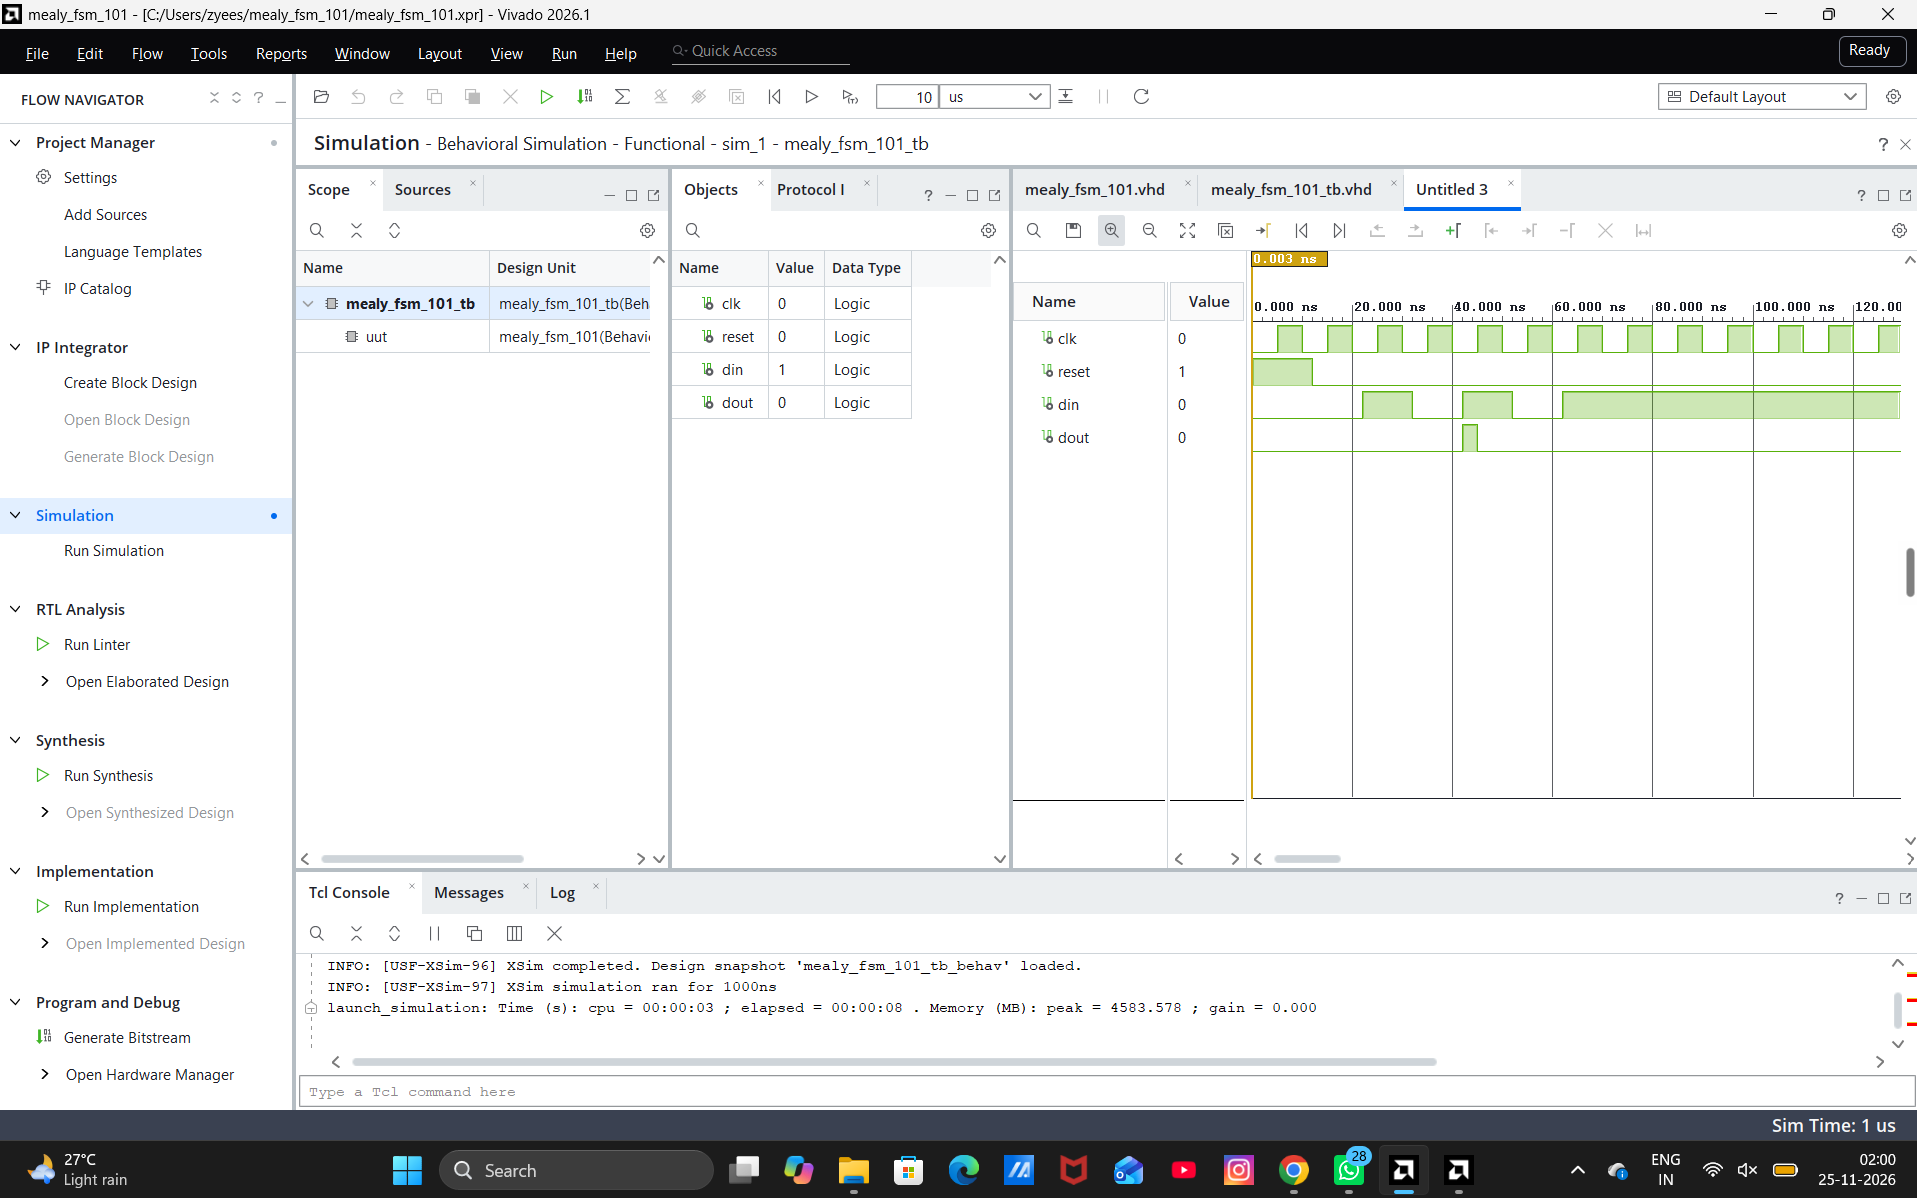 mealy_fsm_101 - [C:/Users/zyees/mealy_fsm_101/mealy_fsm_101.xpr] - Vivado 2026.1
File Edit Flow Tools Reports Window Layout View Run Help Quick Access Ready
FLOW NAVIGATOR
10 us
Default Layout
Simulation - Behavioral Simulation - Functional - sim_1 - mealy_fsm_101_tb
Project Manager
Settings
Add Sources
Language Templates
IP Catalog
IP Integrator
Create Block Design
Open Block Design
Generate Block Design
Simulation
Run Simulation
RTL Analysis
Run Linter
Open Elaborated Design
Synthesis
Run Synthesis
Open Synthesized Design
Implementation
Run Implementation
Open Implemented Design
Program and Debug
Generate Bitstream
Open Hardware Manager
Scope Sources
Name Design Unit
mealy_fsm_101_tb mealy_fsm_101_tb(Beh
uut mealy_fsm_101(Behavi
Objects Protocol I
Name Value Data Type
clk 0 Logic
reset 0 Logic
din 1 Logic
dout 0 Logic
mealy_fsm_101.vhd mealy_fsm_101_tb.vhd Untitled 3
0.003 ns
Name Value
0.000 ns 20.000 ns 40.000 ns 60.000 ns 80.000 ns 100.000 ns 120.00
clk 0
reset 1
din 0
dout 0
Tcl Console Messages Log
INFO: [USF-XSim-96] XSim completed. Design snapshot 'mealy_fsm_101_tb_behav' loaded.
INFO: [USF-XSim-97] XSim simulation ran for 1000ns
launch_simulation: Time (s): cpu = 00:00:03 ; elapsed = 00:00:08 . Memory (MB): peak = 4583.578 ; gain = 0.000
Type a Tcl command here
Sim Time: 1 us
27°C
Light rain
Search
28
ENG
IN
02:00
25-11-2026